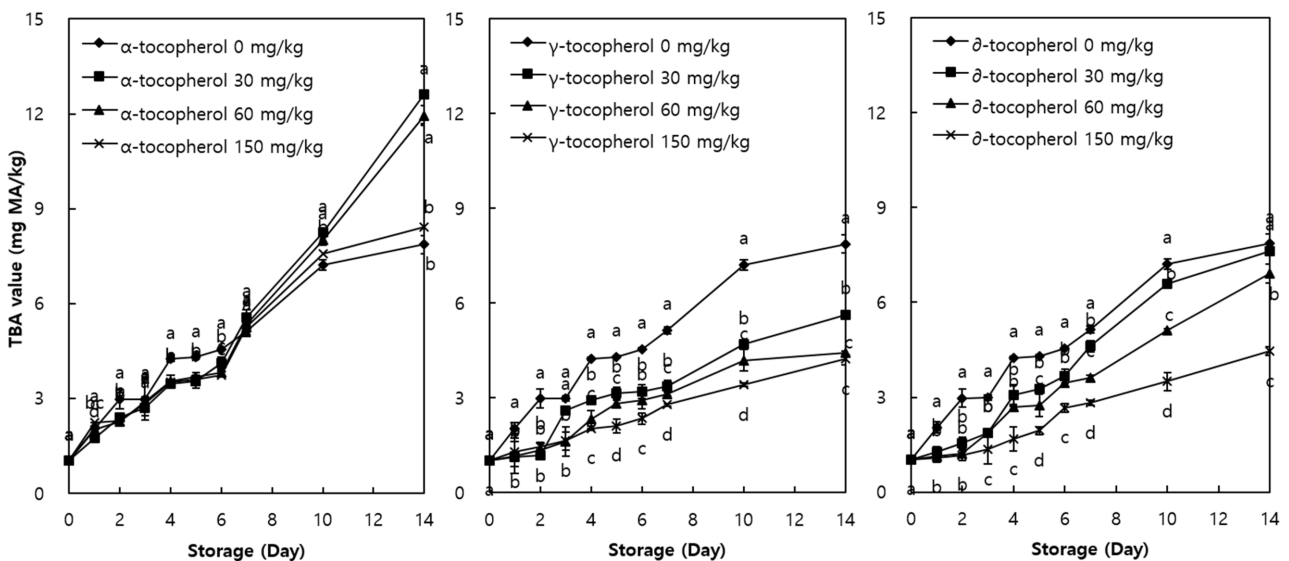 TBA value (mg MA/kg)
15
12
9
6
3
0
α-tocopherol 0 mg/kg
α-tocopherol 30 mg/kg
α-tocopherol 60 mg/kg
α-tocopherol 150 mg/kg
a
a
b
b
a
a
a
a
a
a
a
b
b
b
b
bc
a
a
0 2 4 6 8 10 12 14
Storage (Day)
15
12
9
6
3
0
γ-tocopherol 0 mg/kg
γ-tocopherol 30 mg/kg
γ-tocopherol 60 mg/kg
γ-tocopherol 150 mg/kg
a
a
b
b
c
c
c
d
a
a a a
a a
a
a
b b b b
c c c c
b b b c d c d
a
0 2 4 6 8 10 12 14
Storage (Day)
15
12
9
6
3
0
∂-tocopherol 0 mg/kg
∂-tocopherol 30 mg/kg
∂-tocopherol 60 mg/kg
∂-tocopherol 150 mg/kg
a
a
a
b
b
c
c
d
a
a a a
b
a a
a
a
b b b b
c
b b c c d d d
a
0 2 4 6 8 10 12 14
Storage (Day)